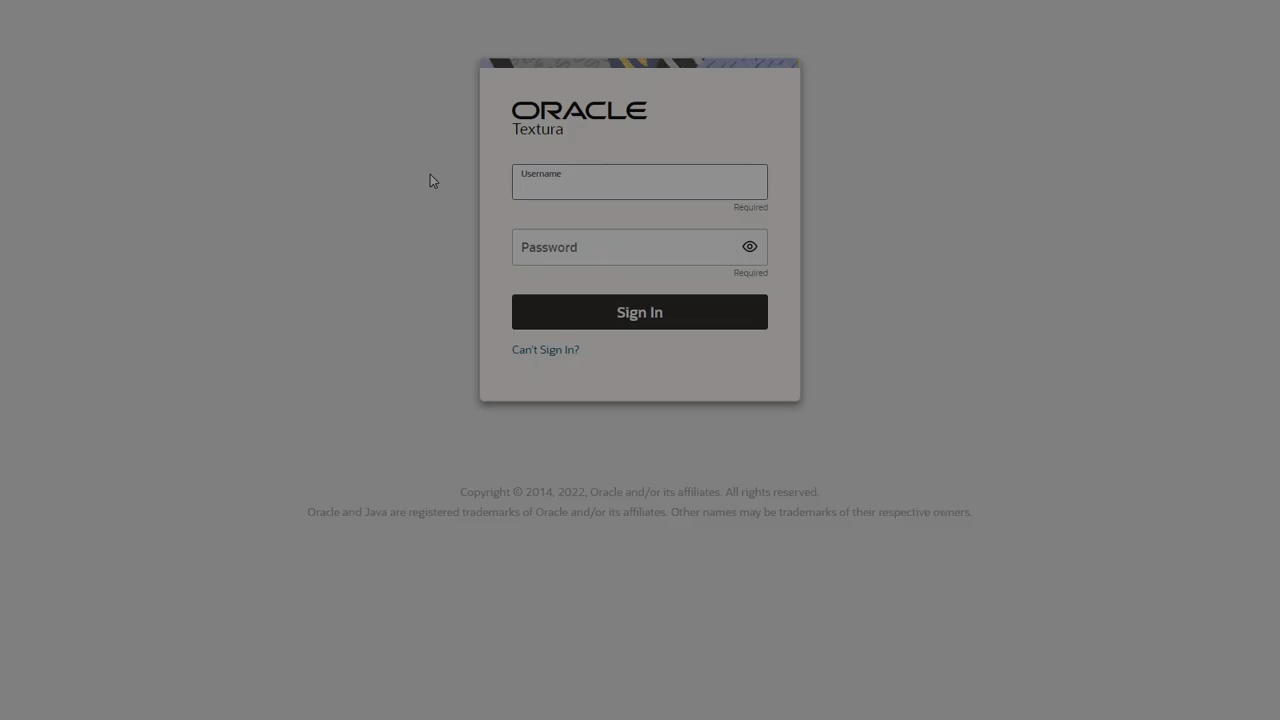 ORACLE
Textura
Username
Required
Password
Required
Sign In
Can't Sign In?
Copyright © 2014, 2022, Oracle and/or its affiliates. All rights reserved.
Oracle and Java are registered trademarks of Oracle and/or its affiliates. Other names may be trademarks of their respective owners.